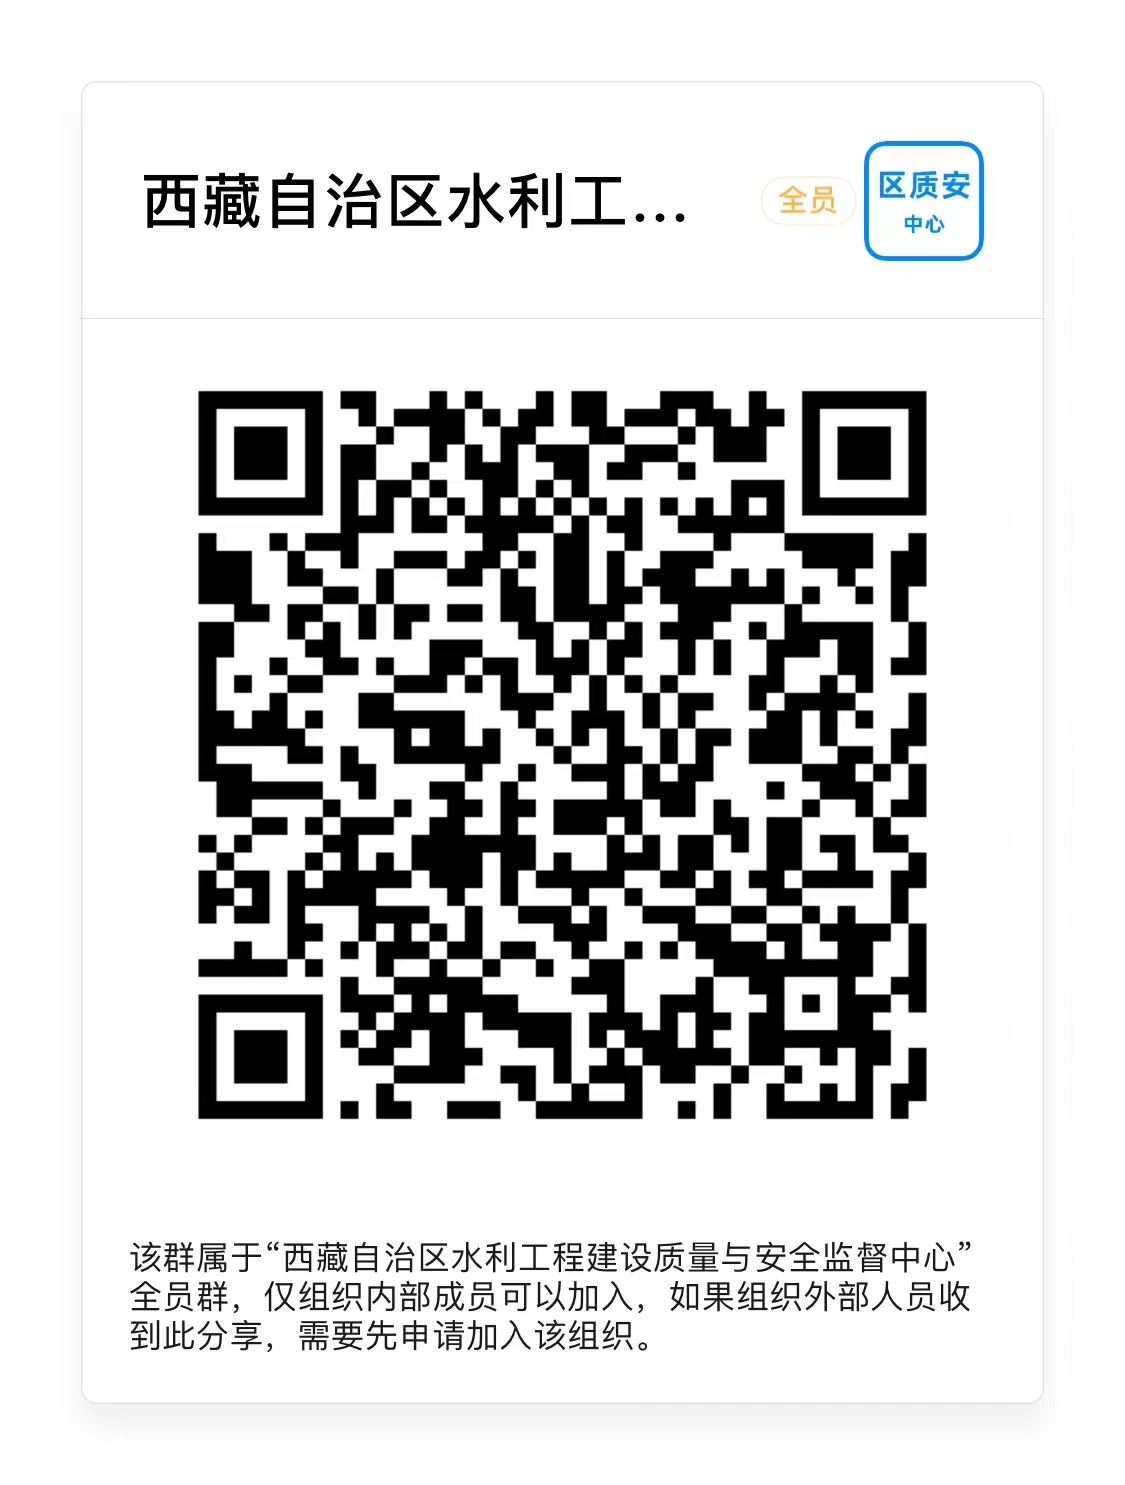 西藏自治区水利工...
全员
区质安
中心
该群属于“西藏自治区水利工程建设质量与安全监督中心”
全员群，仅组织内部成员可以加入，如果组织外部人员收
到此分享，需要先申请加入该组织。